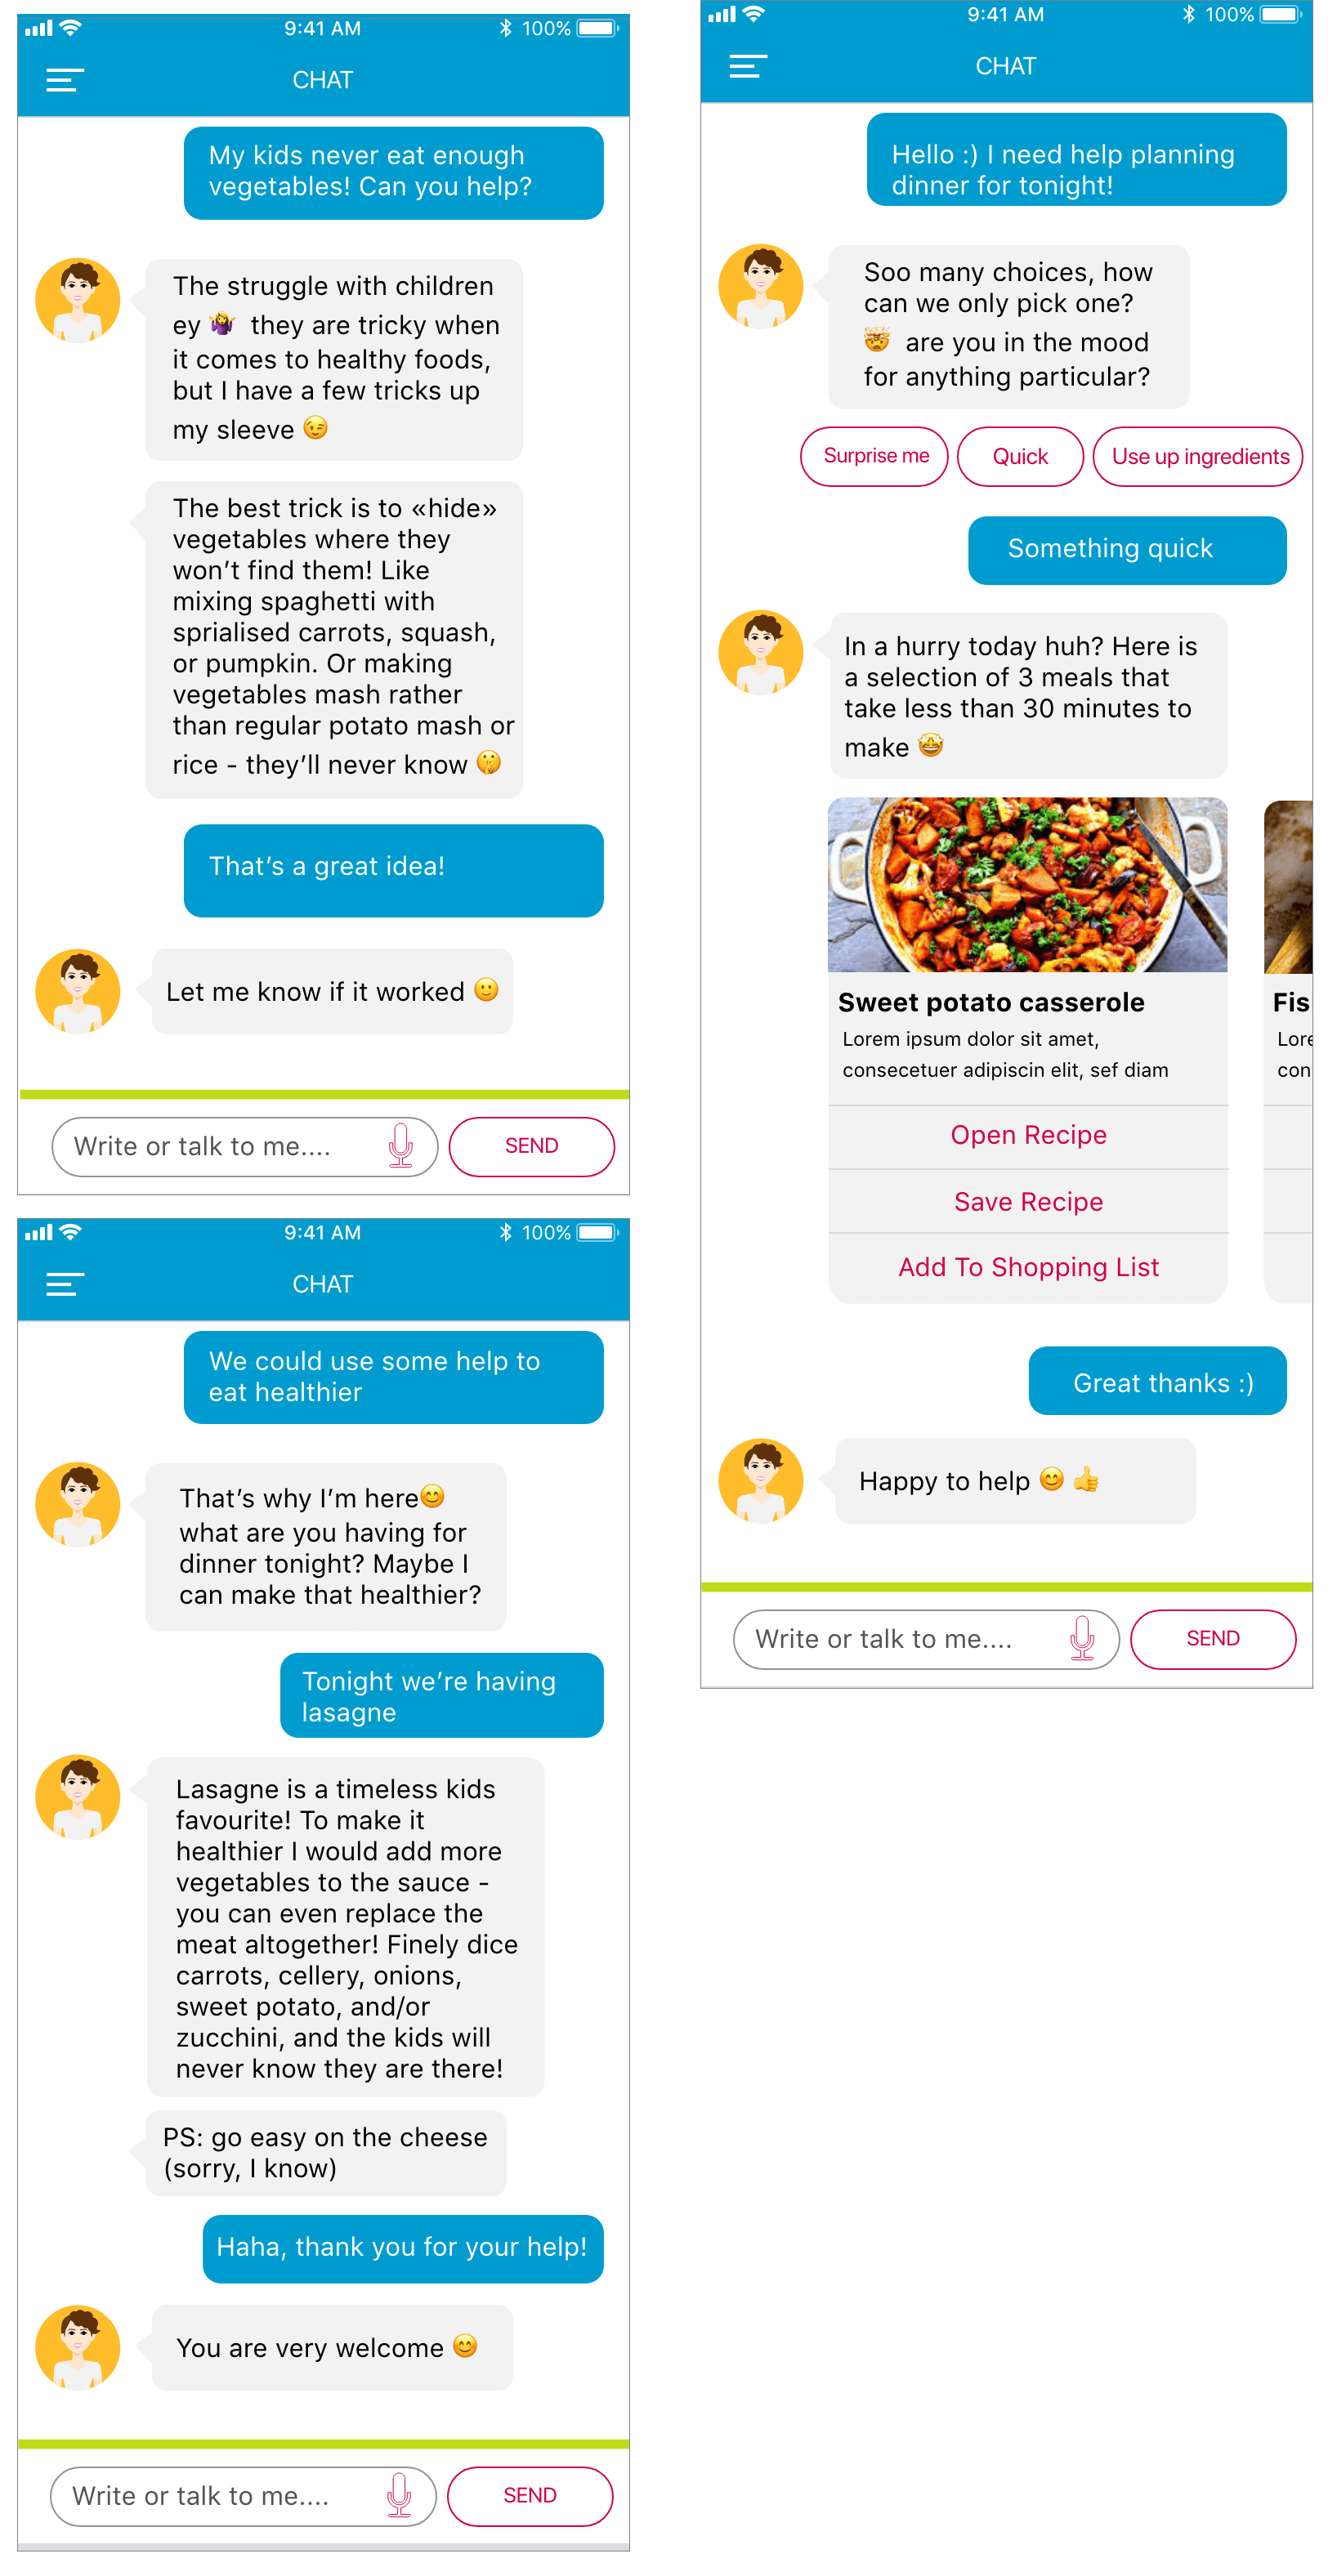 9:41 AM
100%
CHAT
My kids never eat enough
vegetables! Can you help?
The struggle with children
ey 🤷‍♀️ they are tricky when
it comes to healthy foods,
but I have a few tricks up
my sleeve 😉
The best trick is to «hide»
vegetables where they
won’t find them! Like
mixing spaghetti with
sprialised carrots, squash,
or pumpkin. Or making
vegetables mash rather
than regular potato mash or
rice - they’ll never know 🤫
That’s a great idea!
Let me know if it worked 🙂
Write or talk to me....
SEND
9:41 AM
100%
CHAT
We could use some help to
eat healthier
That’s why I’m here😊
what are you having for
dinner tonight? Maybe I
can make that healthier?
Tonight we’re having
lasagne
Lasagne is a timeless kids
favourite! To make it
healthier I would add more
vegetables to the sauce -
you can even replace the
meat altogether! Finely dice
carrots, cellery, onions,
sweet potato, and/or
zucchini, and the kids will
never know they are there!
PS: go easy on the cheese
(sorry, I know)
Haha, thank you for your help!
You are very welcome 😊
Write or talk to me....
SEND
9:41 AM
100%
CHAT
Hello :) I need help planning
dinner for tonight!
Soo many choices, how
can we only pick one?
🤯 are you in the mood
for anything particular?
Surprise me
Quick
Use up ingredients
Something quick
In a hurry today huh? Here is
a selection of 3 meals that
take less than 30 minutes to
make 🤩
Sweet potato casserole
Lorem ipsum dolor sit amet,
consecetuer adipiscin elit, sef diam
Open Recipe
Save Recipe
Add To Shopping List
Fis
Lore
con
Great thanks :)
Happy to help 😊 👍
Write or talk to me....
SEND